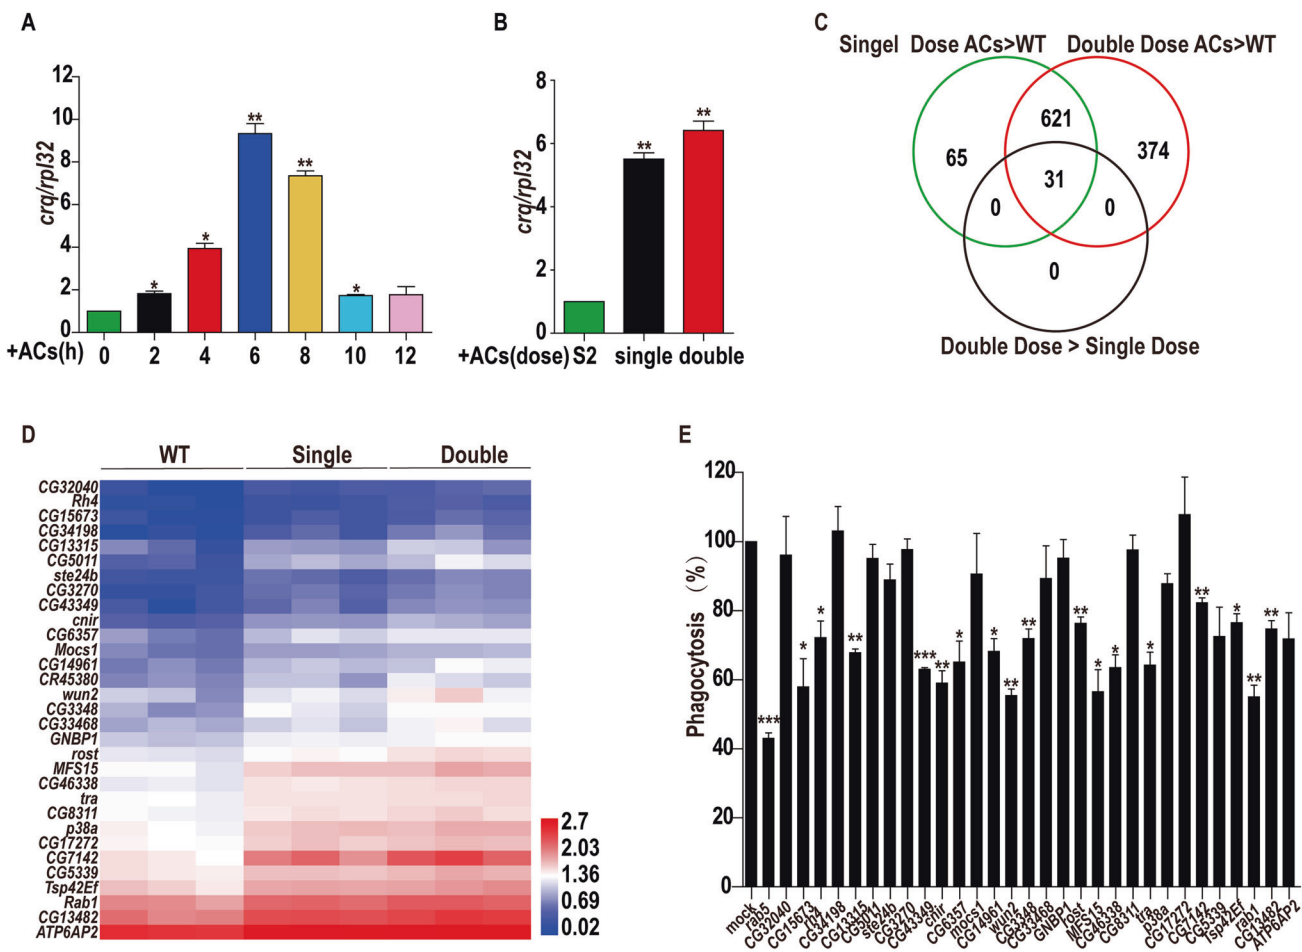 A
crq/rpl32
12
10
8
6
4
2
0
*
*
**
**
*
+ACs(h) 0 2 4 6 8 10 12
B
crq/rpl32
8
6
4
2
0
**
**
+ACs(dose) S2 single double
C
Singel Dose ACs>WT Double Dose ACs>WT
621
65
374
31
0
0
0
Double Dose > Single Dose
D
WT Single Double
CG32040
Rh4
CG15673
CG34198
CG13315
CG5011
ste24b
CG3270
CG43349
cnir
CG6357
Mocs1
CG14961
CR45380
wun2
CG3348
CG33468
GNBP1
rost
MFS15
CG46338
tra
CG8311
p38a
CG17272
CG7142
CG5339
Tsp42Ef
Rab1
CG13482
ATP6AP2
2.7
2.03
1.36
0.69
0.02
E
Phagocytosis (%)
120
100
80
60
40
20
0
***
*
*
**
***
**
*
*
**
**
**
*
*
*
**
*
**
**
mock
rab5
CG32040
CG15673
rh4
CG34198
CG13315
CG5011
ste24b
CG3270
CG43349
cnir
CG6357
mocs1
CG14961
wun2
CG3348
CG33468
GNBP1
rost
MFS15
CG46338
tra
CG8311
p38a
CG17272
CG7142
CG5339
tsp42Ef
rab1
CG13482
ATP6AP2